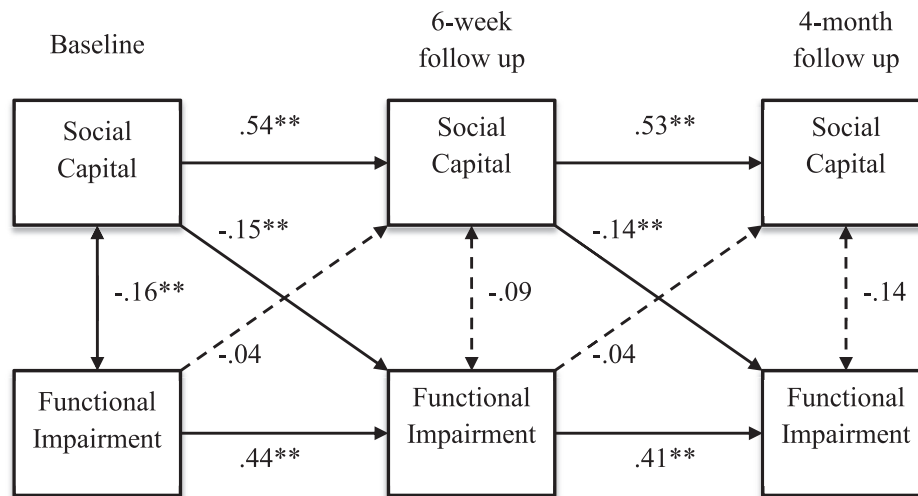 Baseline
6-week
follow up
4-month
follow up
Social
Capital
.54**
Social
Capital
.53**
Social
Capital
-.15**
-.14**
-.16**
-.09
-.14
-.04
-.04
Functional
Impairment
.44**
Functional
Impairment
.41**
Functional
Impairment